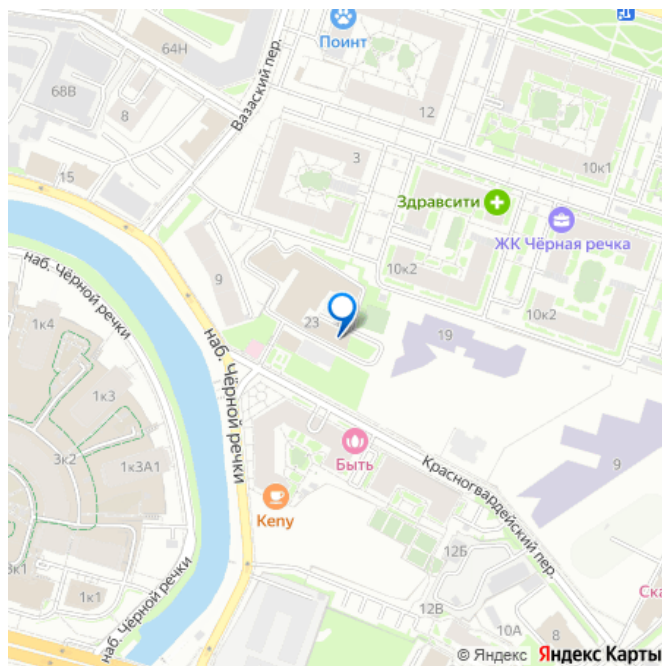 Поинт
64Н
Вазаский пер.
68В
8
12
3
10к1
15
Здравсити
ЖК Чёрная речка
наб. Чёрной речки
10к2
9
10к2
1к4
23
наб. Чёрной речки
19
1к3
Быть
Красногвардейский пер.
3к2
1к3А1
9
Keny
12Б
3к1
1к1
наб. Чёрной речки
12В
10А
8
Ска
© Яндекс Яндекс Карты